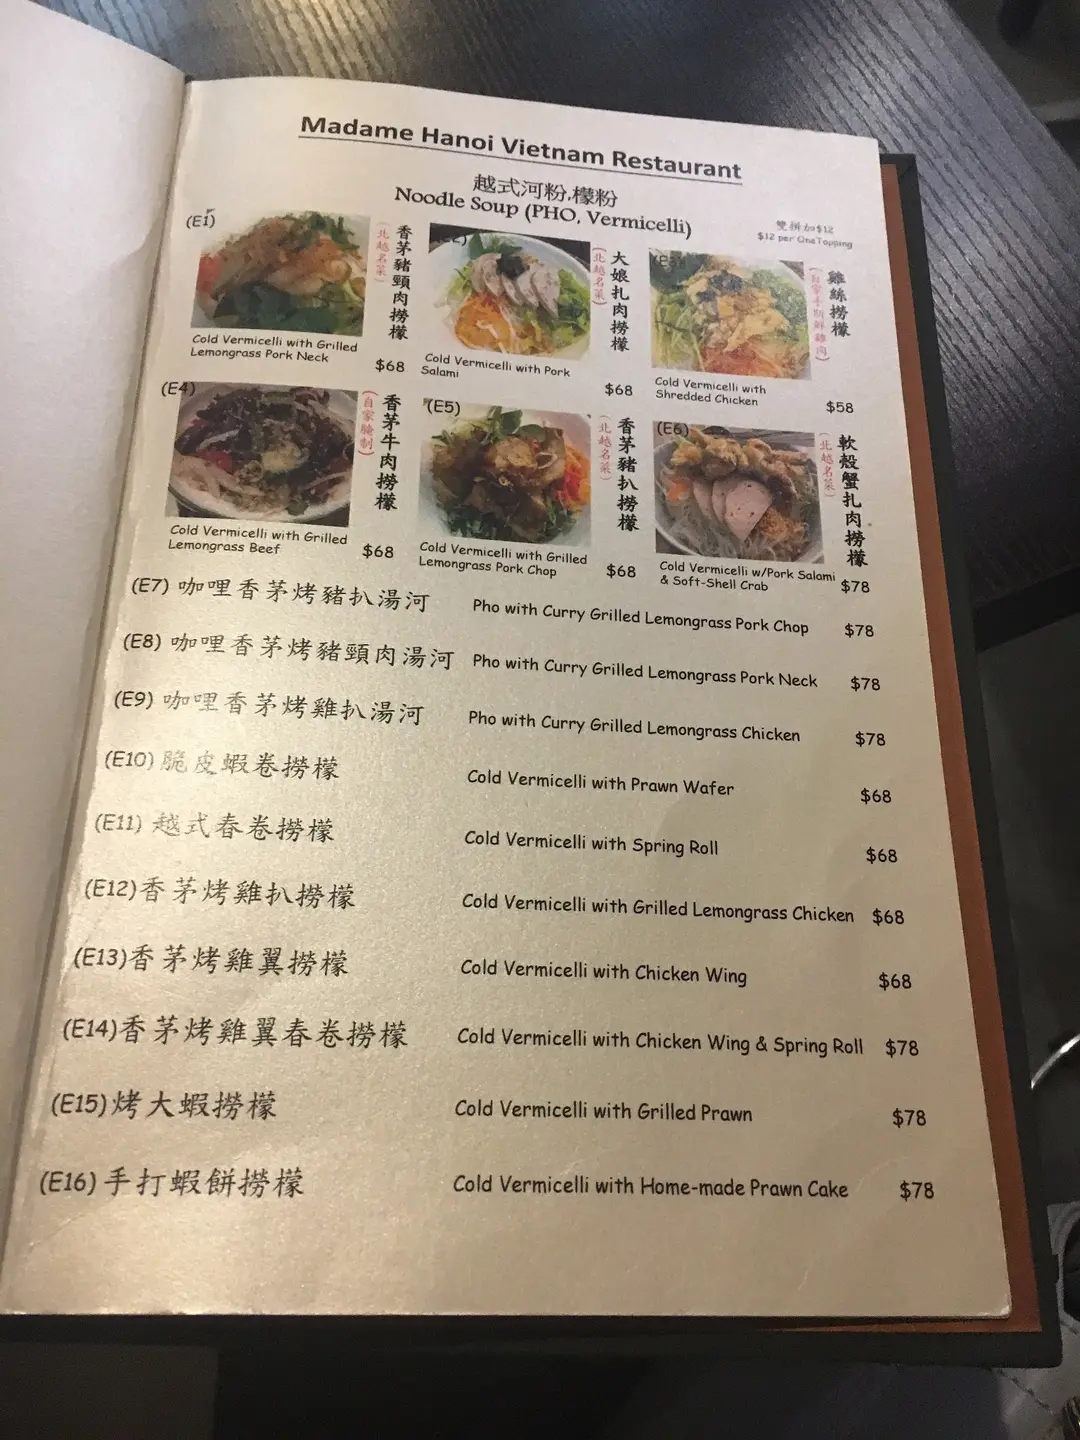 Madame Hanoi Vietnam Restaurant
越式河粉,檬粉
Noodle Soup (PHO, Vermicelli)
雙拼加$12
$12 per One Topping
(E1)
香茅豬頸肉撈檬
(北越名菜)
Cold Vermicelli with Grilled
Lemongrass Pork Neck
$68
大娘扎肉撈檬
(北越名菜)
Cold Vermicelli with Pork
Salami
$68
(E3)
雞絲撈檬
Cold Vermicelli with
Shredded Chicken
$58
(E4)
香茅牛肉撈檬
(自家醃制)
Cold Vermicelli with Grilled
Lemongrass Beef
$68
(E5)
香茅豬扒撈檬
(北越名菜)
Cold Vermicelli with Grilled
Lemongrass Pork Chop
$68
(E6)
軟殼蟹扎肉撈檬
(北越名菜)
Cold Vermicelli w/Pork Salami
& Soft-Shell Crab
$78
(E7) 咖哩香茅烤豬扒湯河 Pho with Curry Grilled Lemongrass Pork Chop $78
(E8) 咖哩香茅烤豬頸肉湯河 Pho with Curry Grilled Lemongrass Pork Neck $78
(E9) 咖哩香茅烤雞扒湯河 Pho with Curry Grilled Lemongrass Chicken $78
(E10) 脆皮蝦卷撈檬 Cold Vermicelli with Prawn Wafer $68
(E11) 越式春卷撈檬 Cold Vermicelli with Spring Roll $68
(E12) 香茅烤雞扒撈檬 Cold Vermicelli with Grilled Lemongrass Chicken $68
(E13) 香茅烤雞翼撈檬 Cold Vermicelli with Chicken Wing $68
(E14) 香茅烤雞翼春卷撈檬 Cold Vermicelli with Chicken Wing & Spring Roll $78
(E15) 烤大蝦撈檬 Cold Vermicelli with Grilled Prawn $78
(E16) 手打蝦餅撈檬 Cold Vermicelli with Home-made Prawn Cake $78